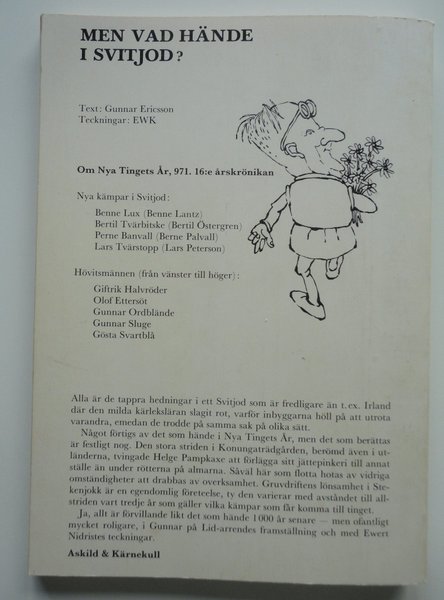 MEN VAD HÄNDE
I SVITJOD?
Text: Gunnar Ericsson
Teckningar: EWK
Om Nya Tingets År, 971. 16:e årskrönikan
Nya kämpar i Svitjod:
Benne Lux (Benne Lantz)
Bertil Tvärbitske (Bertil Östergren)
Perne Banvall (Berne Palvall)
Lars Tvärstopp (Lars Peterson)
Hövitsmännen (från vänster till höger):
Giftrik Halvröder
Olof Ettersöt
Gunnar Ordblände
Gunnar Sluge
Gösta Svartblå
Alla är de tappra hedningar i ett Svitjod som är fredligare än t.ex. Irland
där den milda kärleksläran slagit rot, varför inbyggarna höll på att utrota
varandra, emedan de trodde på samma sak på olika sätt.
Något förtigs av det som hände i Nya Tingets År, men det som berättas
är festligt nog. Den stora striden i Konungaträdgården, berömd även i ut-
länderna, tvingade Helge Pampkaxe att förlägga sitt jättepinkeri till annat
ställe än under rötterna på almarna. Såväl här som flotta hotas av vidriga
omständigheter att drabbas av overksamhet. Gruvdriftens lönsamhet i Ste-
kenjokk är en egendomlig företeelse, ty den varierar med avståndet till all-
striden vart tredje år som gäller vilka kämpar som får komma till tinget.
Ja, allt är förvillande likt det som hände 1000 år senare — men ofantligt
mycket roligare, i Gunnar på Lid-arrendes framställning och med Ewert
Nidristes teckningar.
Askild & Kärnekull